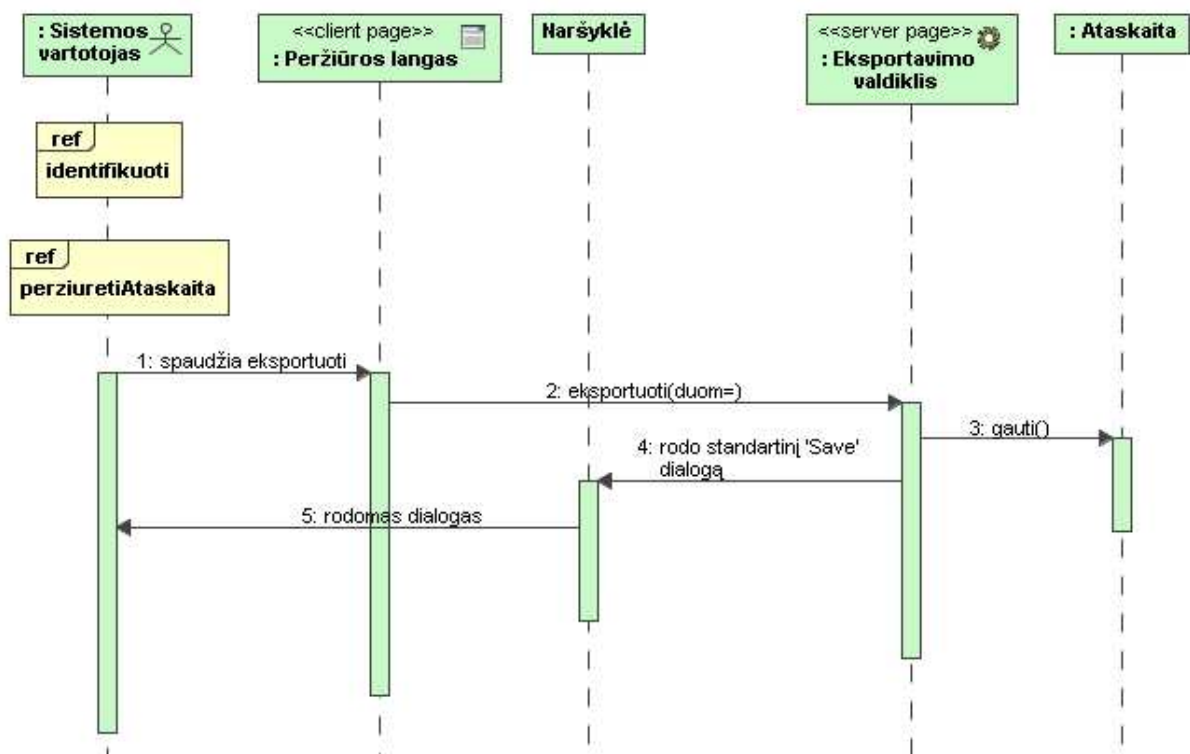 : Sistemos
vartotojas
<<client page>>
: Peržiūros langas
Naršyklė
<<server page>>
: Eksportavimo
valdiklis
: Ataskaita
ref
identifikuoti
ref
perziuretiAtaskaita
1: spaudžia eksportuoti
2: eksportuoti(duom=)
3: gauti()
4: rodo standartinį 'Save'
dialogą
5: rodomas dialogas